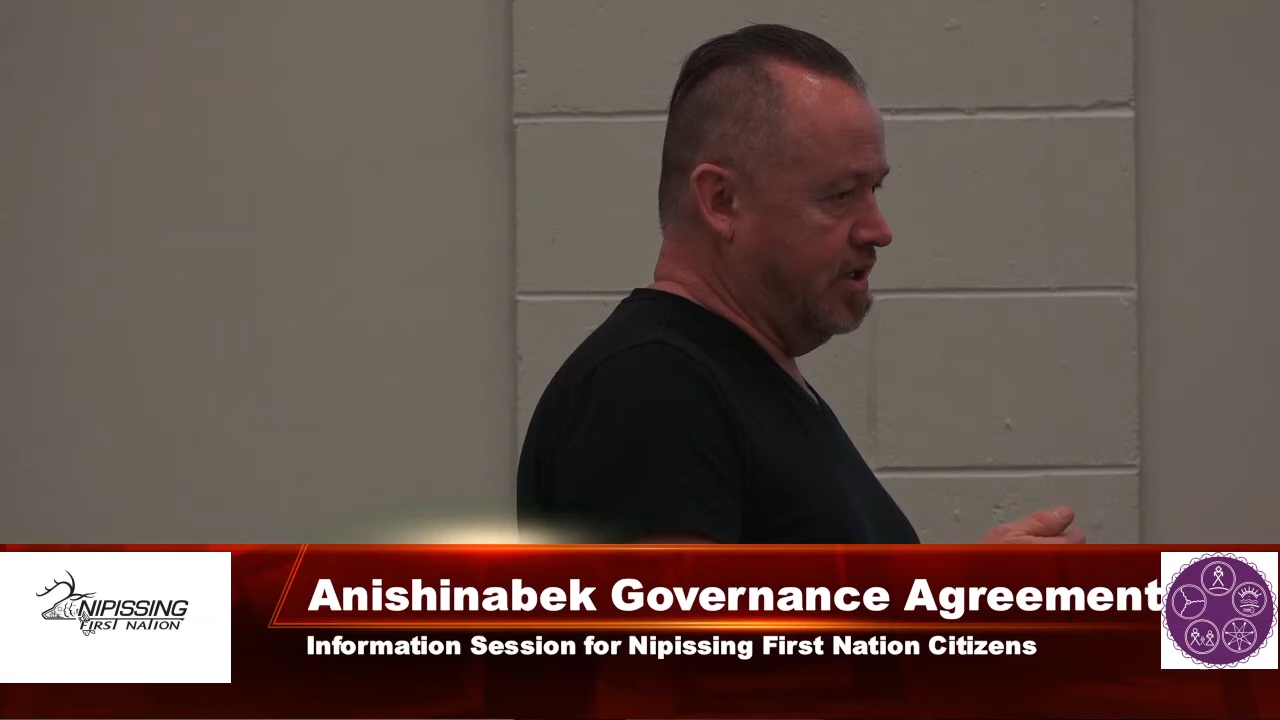 Anishinabek Governance Agreement
Information Session for Nipissing First Nation Citizens
NIPISSING
FIRST NATION